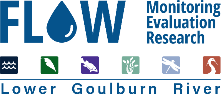 FLOW
Monitoring
Evaluation
Research
Lower Goulburn River